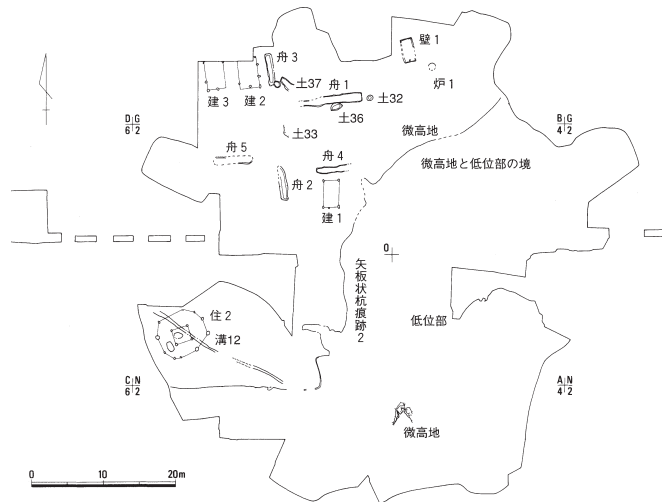 壁1
舟3
土37
舟1
土32
炉1
建3
建2
土36
D G
6 2
土33
微高地
B G
4 2
舟5
舟4
微高地と低位部の境
舟2
建1
0
矢板状杭痕跡2
住2
低位部
溝12
C N
6 2
A N
4 2
微高地
0 10 20m